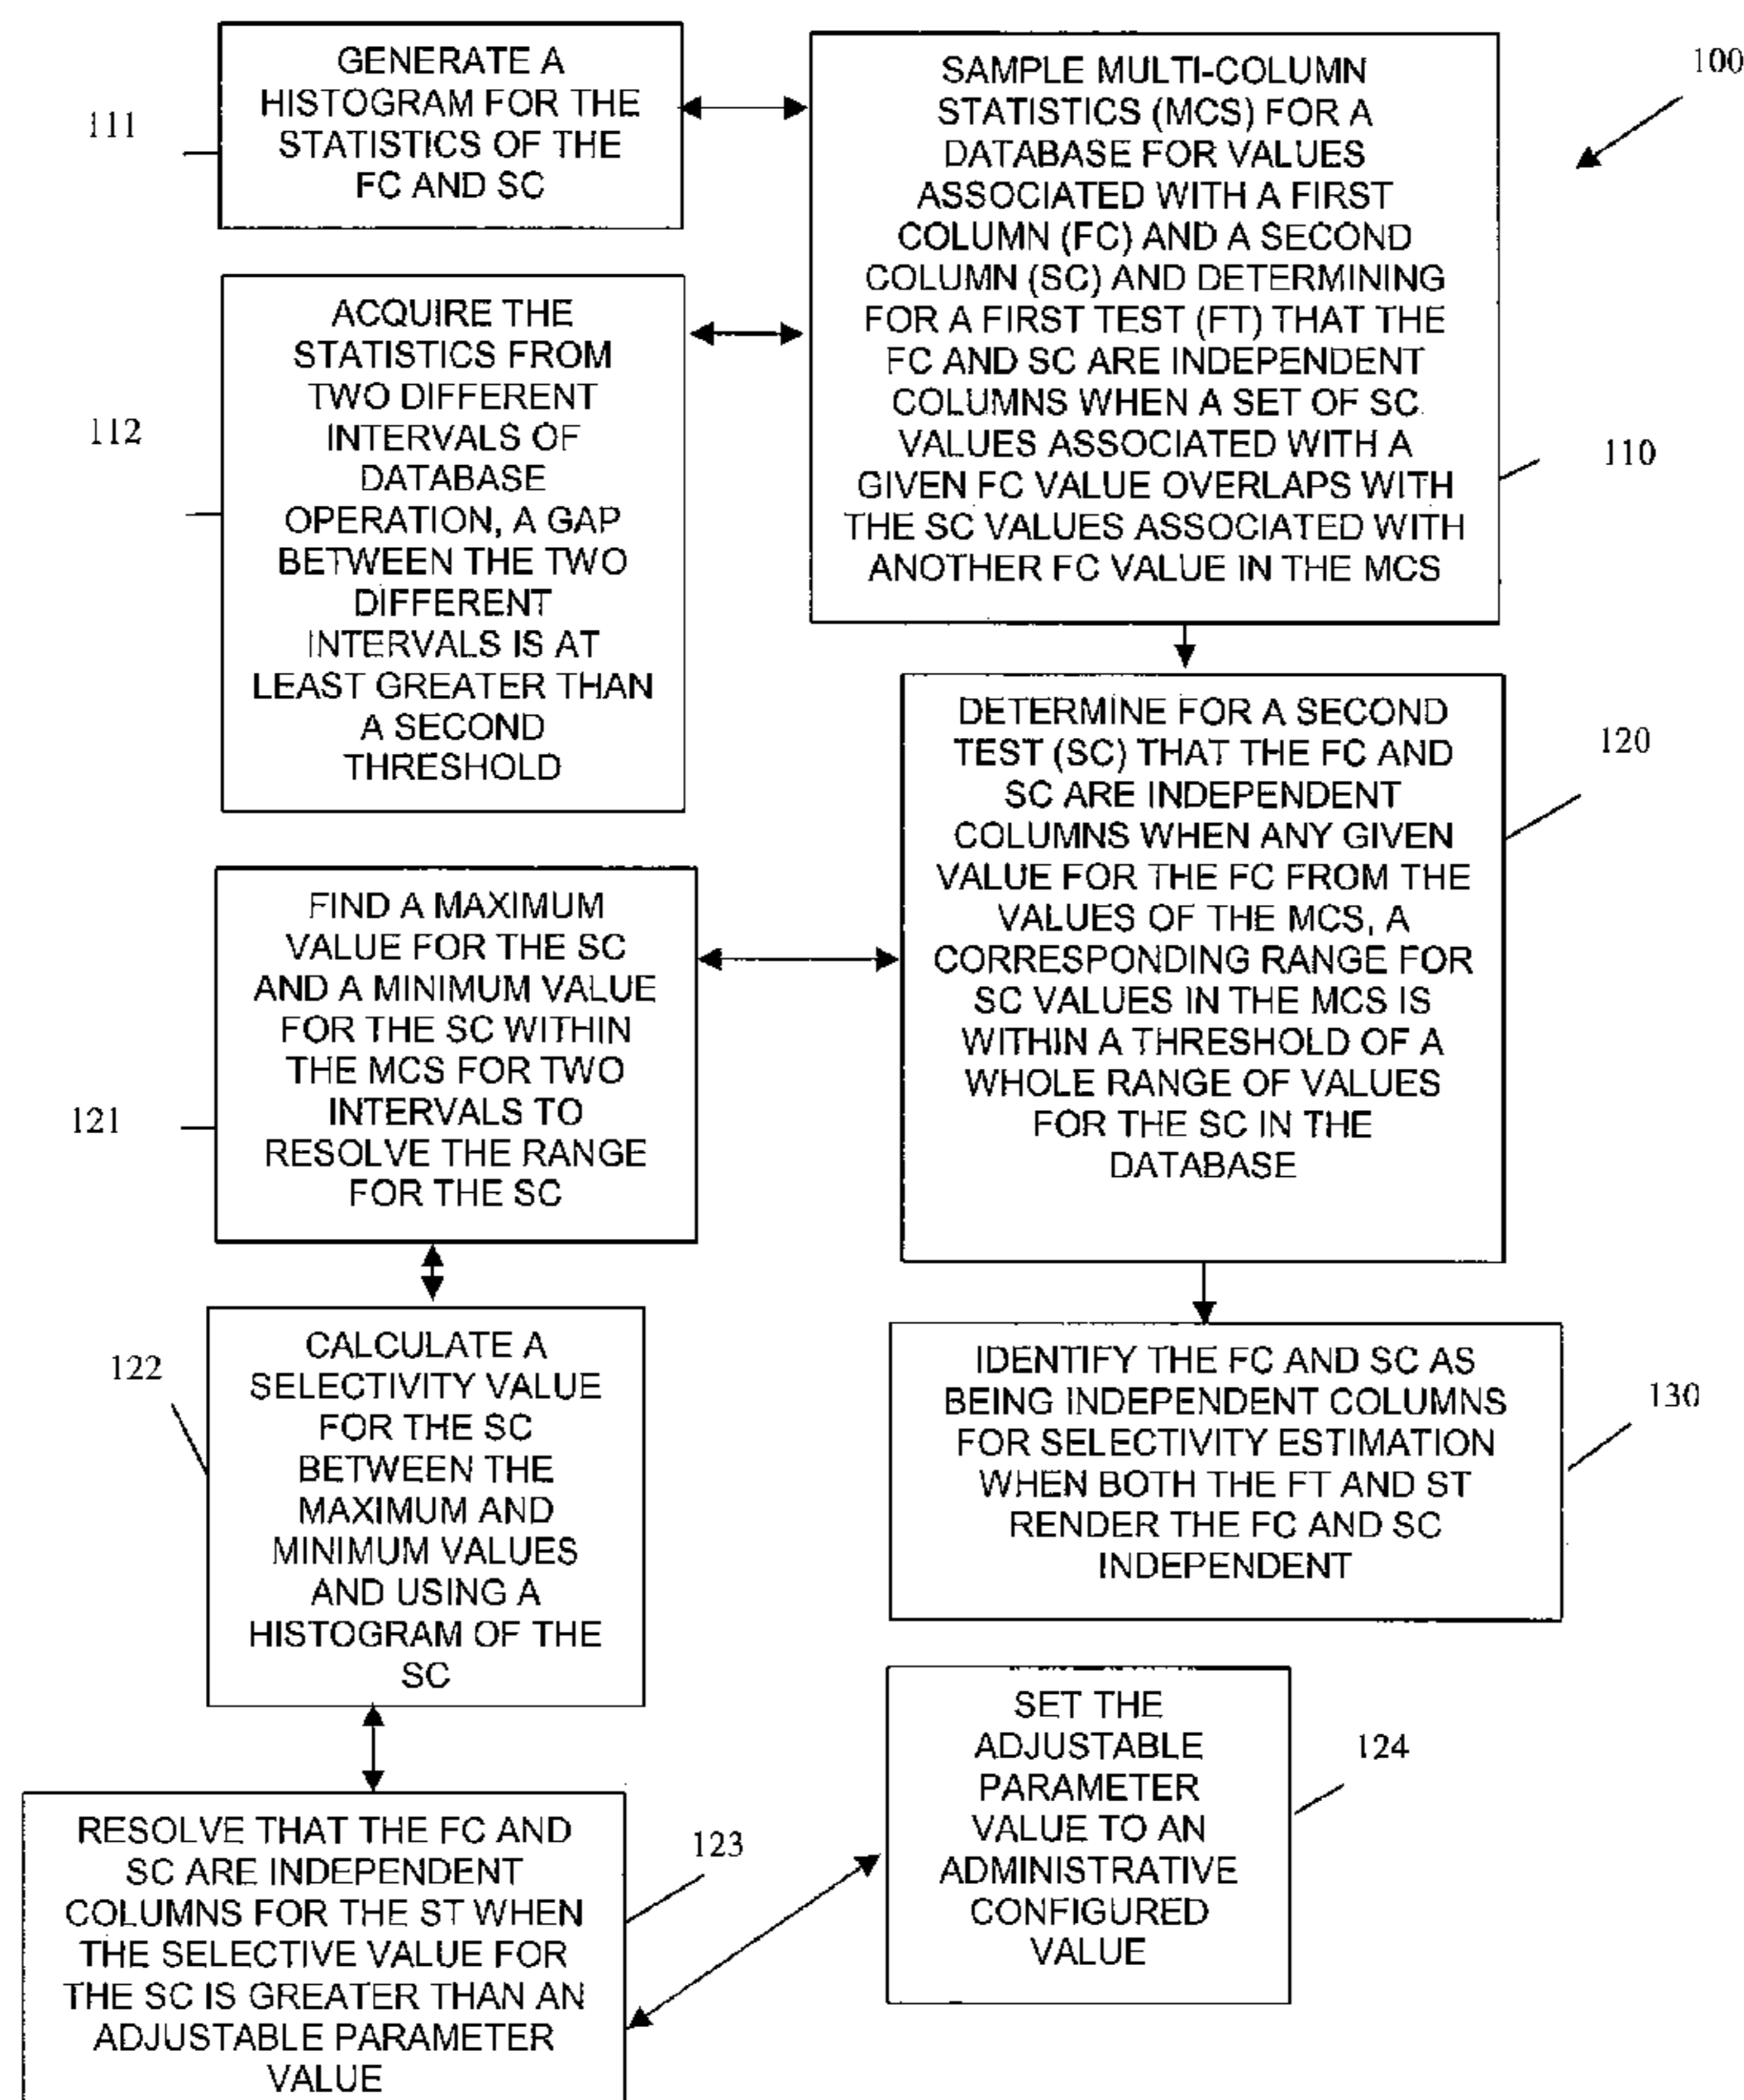 100
GENERATE A
HISTOGRAM FOR THE
STATISTICS OF THE
FC AND SC
111
SAMPLE MULTI-COLUMN
STATISTICS (MCS) FOR A
DATABASE FOR VALUES
ASSOCIATED WITH A FIRST
COLUMN (FC) AND A SECOND
COLUMN (SC) AND DETERMINING
FOR A FIRST TEST (FT) THAT THE
FC AND SC ARE INDEPENDENT
COLUMNS WHEN A SET OF SC
VALUES ASSOCIATED WITH A
GIVEN FC VALUE OVERLAPS WITH
THE SC VALUES ASSOCIATED WITH
ANOTHER FC VALUE IN THE MCS
110
ACQUIRE THE
STATISTICS FROM
TWO DIFFERENT
INTERVALS OF
DATABASE
OPERATION, A GAP
BETWEEN THE TWO
DIFFERENT
INTERVALS IS AT
LEAST GREATER THAN
A SECOND
THRESHOLD
112
DETERMINE FOR A SECOND
TEST (SC) THAT THE FC AND
SC ARE INDEPENDENT
COLUMNS WHEN ANY GIVEN
VALUE FOR THE FC FROM THE
VALUES OF THE MCS, A
CORRESPONDING RANGE FOR
SC VALUES IN THE MCS IS
WITHIN A THRESHOLD OF A
WHOLE RANGE OF VALUES
FOR THE SC IN THE
DATABASE
120
FIND A MAXIMUM
VALUE FOR THE SC
AND A MINIMUM VALUE
FOR THE SC WITHIN
THE MCS FOR TWO
INTERVALS TO
RESOLVE THE RANGE
FOR THE SC
121
CALCULATE A
SELECTIVITY VALUE
FOR THE SC
BETWEEN THE
MAXIMUM AND
MINIMUM VALUES
AND USING A
HISTOGRAM OF THE
SC
122
IDENTIFY THE FC AND SC AS
BEING INDEPENDENT COLUMNS
FOR SELECTIVITY ESTIMATION
WHEN BOTH THE FT AND ST
RENDER THE FC AND SC
INDEPENDENT
130
RESOLVE THAT THE FC AND
SC ARE INDEPENDENT
COLUMNS FOR THE ST WHEN
THE SELECTIVE VALUE FOR
THE SC IS GREATER THAN AN
ADJUSTABLE PARAMETER
VALUE
123
SET THE
ADJUSTABLE
PARAMETER
VALUE TO AN
ADMINISTRATIVE
CONFIGURED
VALUE
124